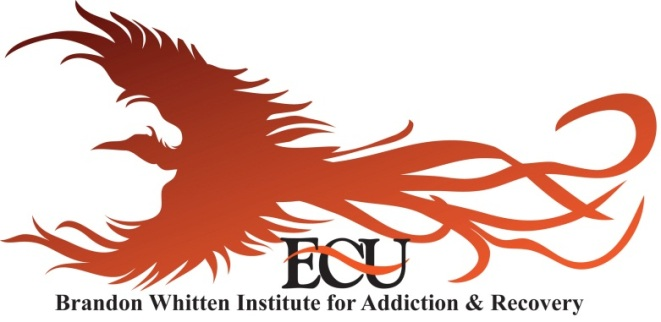 ECU
Brandon Whitten Institute for Addiction & Recovery